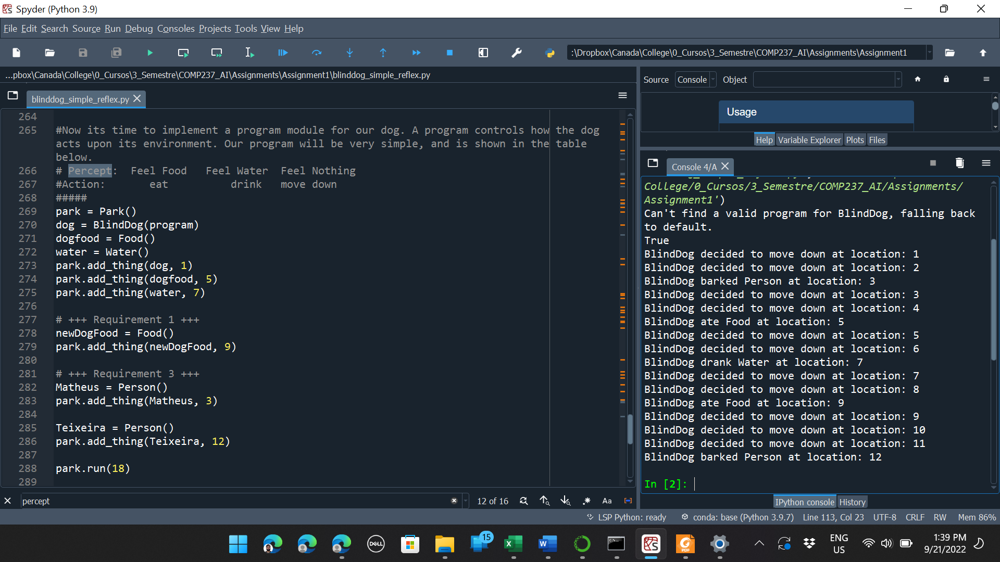 Spyder (Python 3.9)
File Edit Search Source Run Debug Consoles Projects Tools View Help
:\Dropbox\Canada\College\0_Cursos\3_Semestre\COMP237_AI\Assignments\Assignment1
...pbox\Canada\College\0_Cursos\3_Semestre\COMP237_AI\Assignments\Assignment1\blinddog_simple_reflex.py
blinddog_simple_reflex.py
264
265 #Now its time to implement a program module for our dog. A program controls how the dog
acts upon its environment. Our program will be very simple, and is shown in the table
below.
266 # Percept:  Feel Food   Feel Water  Feel Nothing
267 #Action:       eat          drink   move down
268 #####
269 park = Park()
270 dog = BlindDog(program)
271 dogfood = Food()
272 water = Water()
273 park.add_thing(dog, 1)
274 park.add_thing(dogfood, 5)
275 park.add_thing(water, 7)
276
277 # +++ Requirement 1 +++
278 newDogFood = Food()
279 park.add_thing(newDogFood, 9)
280
281 # +++ Requirement 3 +++
282 Matheus = Person()
283 park.add_thing(Matheus, 3)
284
285 Teixeira = Person()
286 park.add_thing(Teixeira, 12)
287
288 park.run(18)
289
percept 12 of 16 .* Aa
Source Console Object
Usage
Help Variable Explorer Plots Files
Console 4/A
College/0_Cursos/3_Semestre/COMP237_AI/Assignments/
Assignment1')
Can't find a valid program for BlindDog, falling back
to default.
True
BlindDog decided to move down at location: 1
BlindDog decided to move down at location: 2
BlindDog barked Person at location: 3
BlindDog decided to move down at location: 3
BlindDog decided to move down at location: 4
BlindDog ate Food at location: 5
BlindDog decided to move down at location: 5
BlindDog decided to move down at location: 6
BlindDog drank Water at location: 7
BlindDog decided to move down at location: 7
BlindDog decided to move down at location: 8
BlindDog ate Food at location: 9
BlindDog decided to move down at location: 9
BlindDog decided to move down at location: 10
BlindDog decided to move down at location: 11
BlindDog barked Person at location: 12
In [2]:
IPython console History
LSP Python: ready conda: base (Python 3.9.7) Line 113, Col 23 UTF-8 CRLF RW Mem 86%
DELL
15
X
W
PDF
ENG
US
1:39 PM
9/21/2022